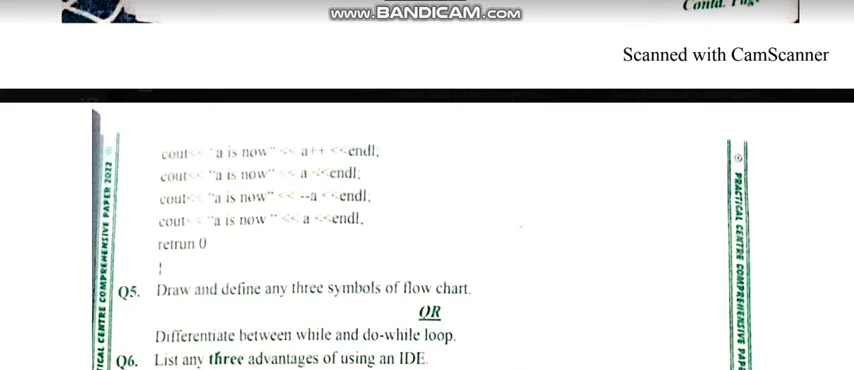 www.BANDICAM.com
Contd. Pag
Scanned with CamScanner
cout<< "a is now" << a++ <<endl;
cout<< "a is now" << a <<endl;
cout<< "a is now" << --a <<endl;
cout<< "a is now " << a <<endl,
retrun 0
}
Q5. Draw and define any three symbols of flow chart.
OR
Differentiate between while and do-while loop.
Q6. List any three advantages of using an IDE.
TICAL CENTRE COMPREHENSIVE PAPER 2022 ®
® PRACTICAL CENTRE COMPREHENSIVE PAPE